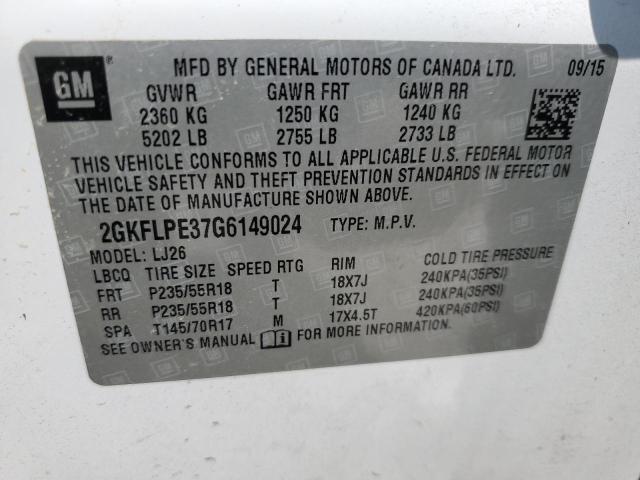 GM
MFD BY GENERAL MOTORS OF CANADA LTD. 09/15
GVWR GAWR FRT GAWR RR
2360 KG 1250 KG 1240 KG
5202 LB 2755 LB 2733 LB
THIS VEHICLE CONFORMS TO ALL APPLICABLE U.S. FEDERAL MOTOR
VEHICLE SAFETY AND THEFT PREVENTION STANDARDS IN EFFECT ON
THE DATE OF MANUFACTURE SHOWN ABOVE.
2GKFLPE37G6149024 TYPE: M.P.V.
MODEL: LJ26
LBCQ TIRE SIZE SPEED RTG RIM COLD TIRE PRESSURE
FRT P235/55R18 T 18X7J 240KPA(35PSI)
RR P235/55R18 T 18X7J 240KPA(35PSI)
SPA T145/70R17 M 17X4.5T 420KPA(60PSI)
SEE OWNER'S MANUAL FOR MORE INFORMATION.